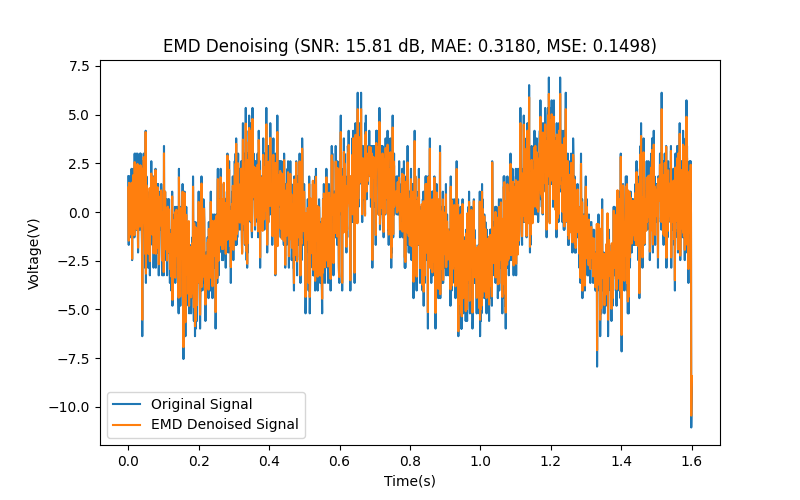 EMD Denoising (SNR: 15.81 dB, MAE: 0.3180, MSE: 0.1498)
7.5
5.0
2.5
0.0
−2.5
−5.0
−7.5
−10.0
Voltage(V)
Original Signal
EMD Denoised Signal
0.0 0.2 0.4 0.6 0.8 1.0 1.2 1.4 1.6
Time(s)